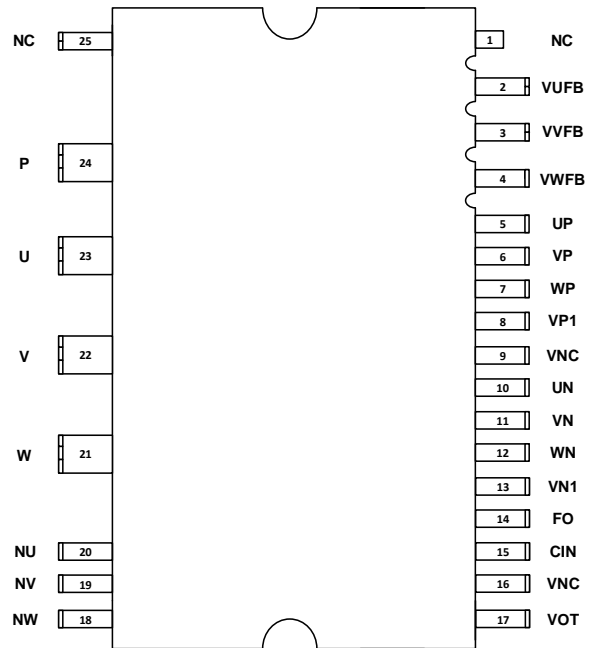 NC 25 1 NC
2 VUFB
3 VVFB
P 24
4 VWFB
5 UP
U 23 6 VP
7 WP
8 VP1
V 22 9 VNC
10 UN
11 VN
W 21 12 WN
13 VN1
14 FO
NU 20 15 CIN
NV 19 16 VNC
NW 18 17 VOT